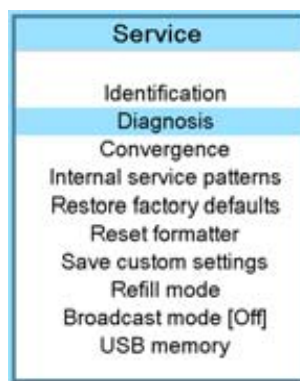 Service
Identification
Diagnosis
Convergence
Internal service patterns
Restore factory defaults
Reset formatter
Save custom settings
Refill mode
Broadcast mode [Off]
USB memory